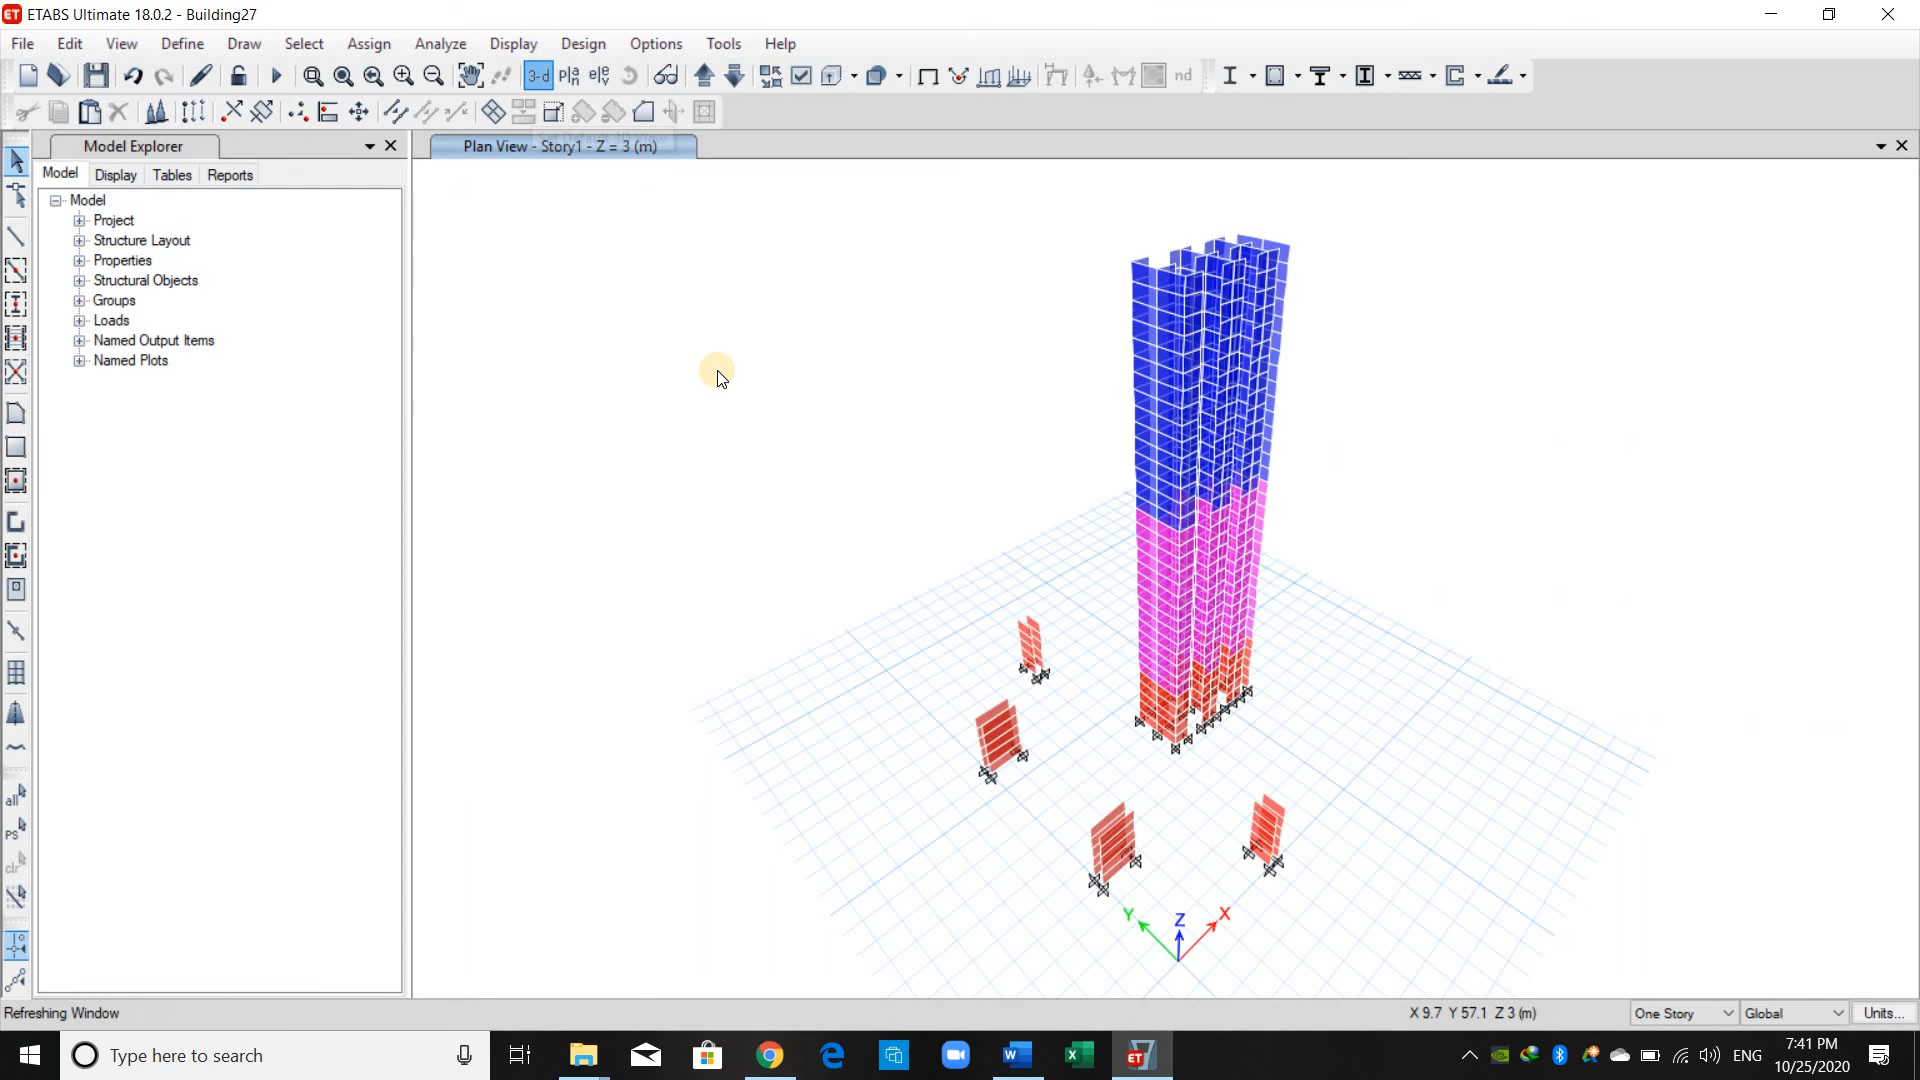 ETABS Ultimate 18.0.2 - Building27
File Edit View Define Draw Select Assign Analyze Display Design Options Tools Help
3-d
nd
Model Explorer
Plan View - Story1 - Z = 3 (m)
Model Display Tables Reports
Model
Project
Structure Layout
Properties
Structural Objects
Groups
Loads
Named Output Items
Named Plots
all
PS
clr
Y
Z
X
Refreshing Window
X 9.7 Y 57.1 Z 3 (m)
One Story
Global
Units...
Type here to search
ENG
7:41 PM
10/25/2020